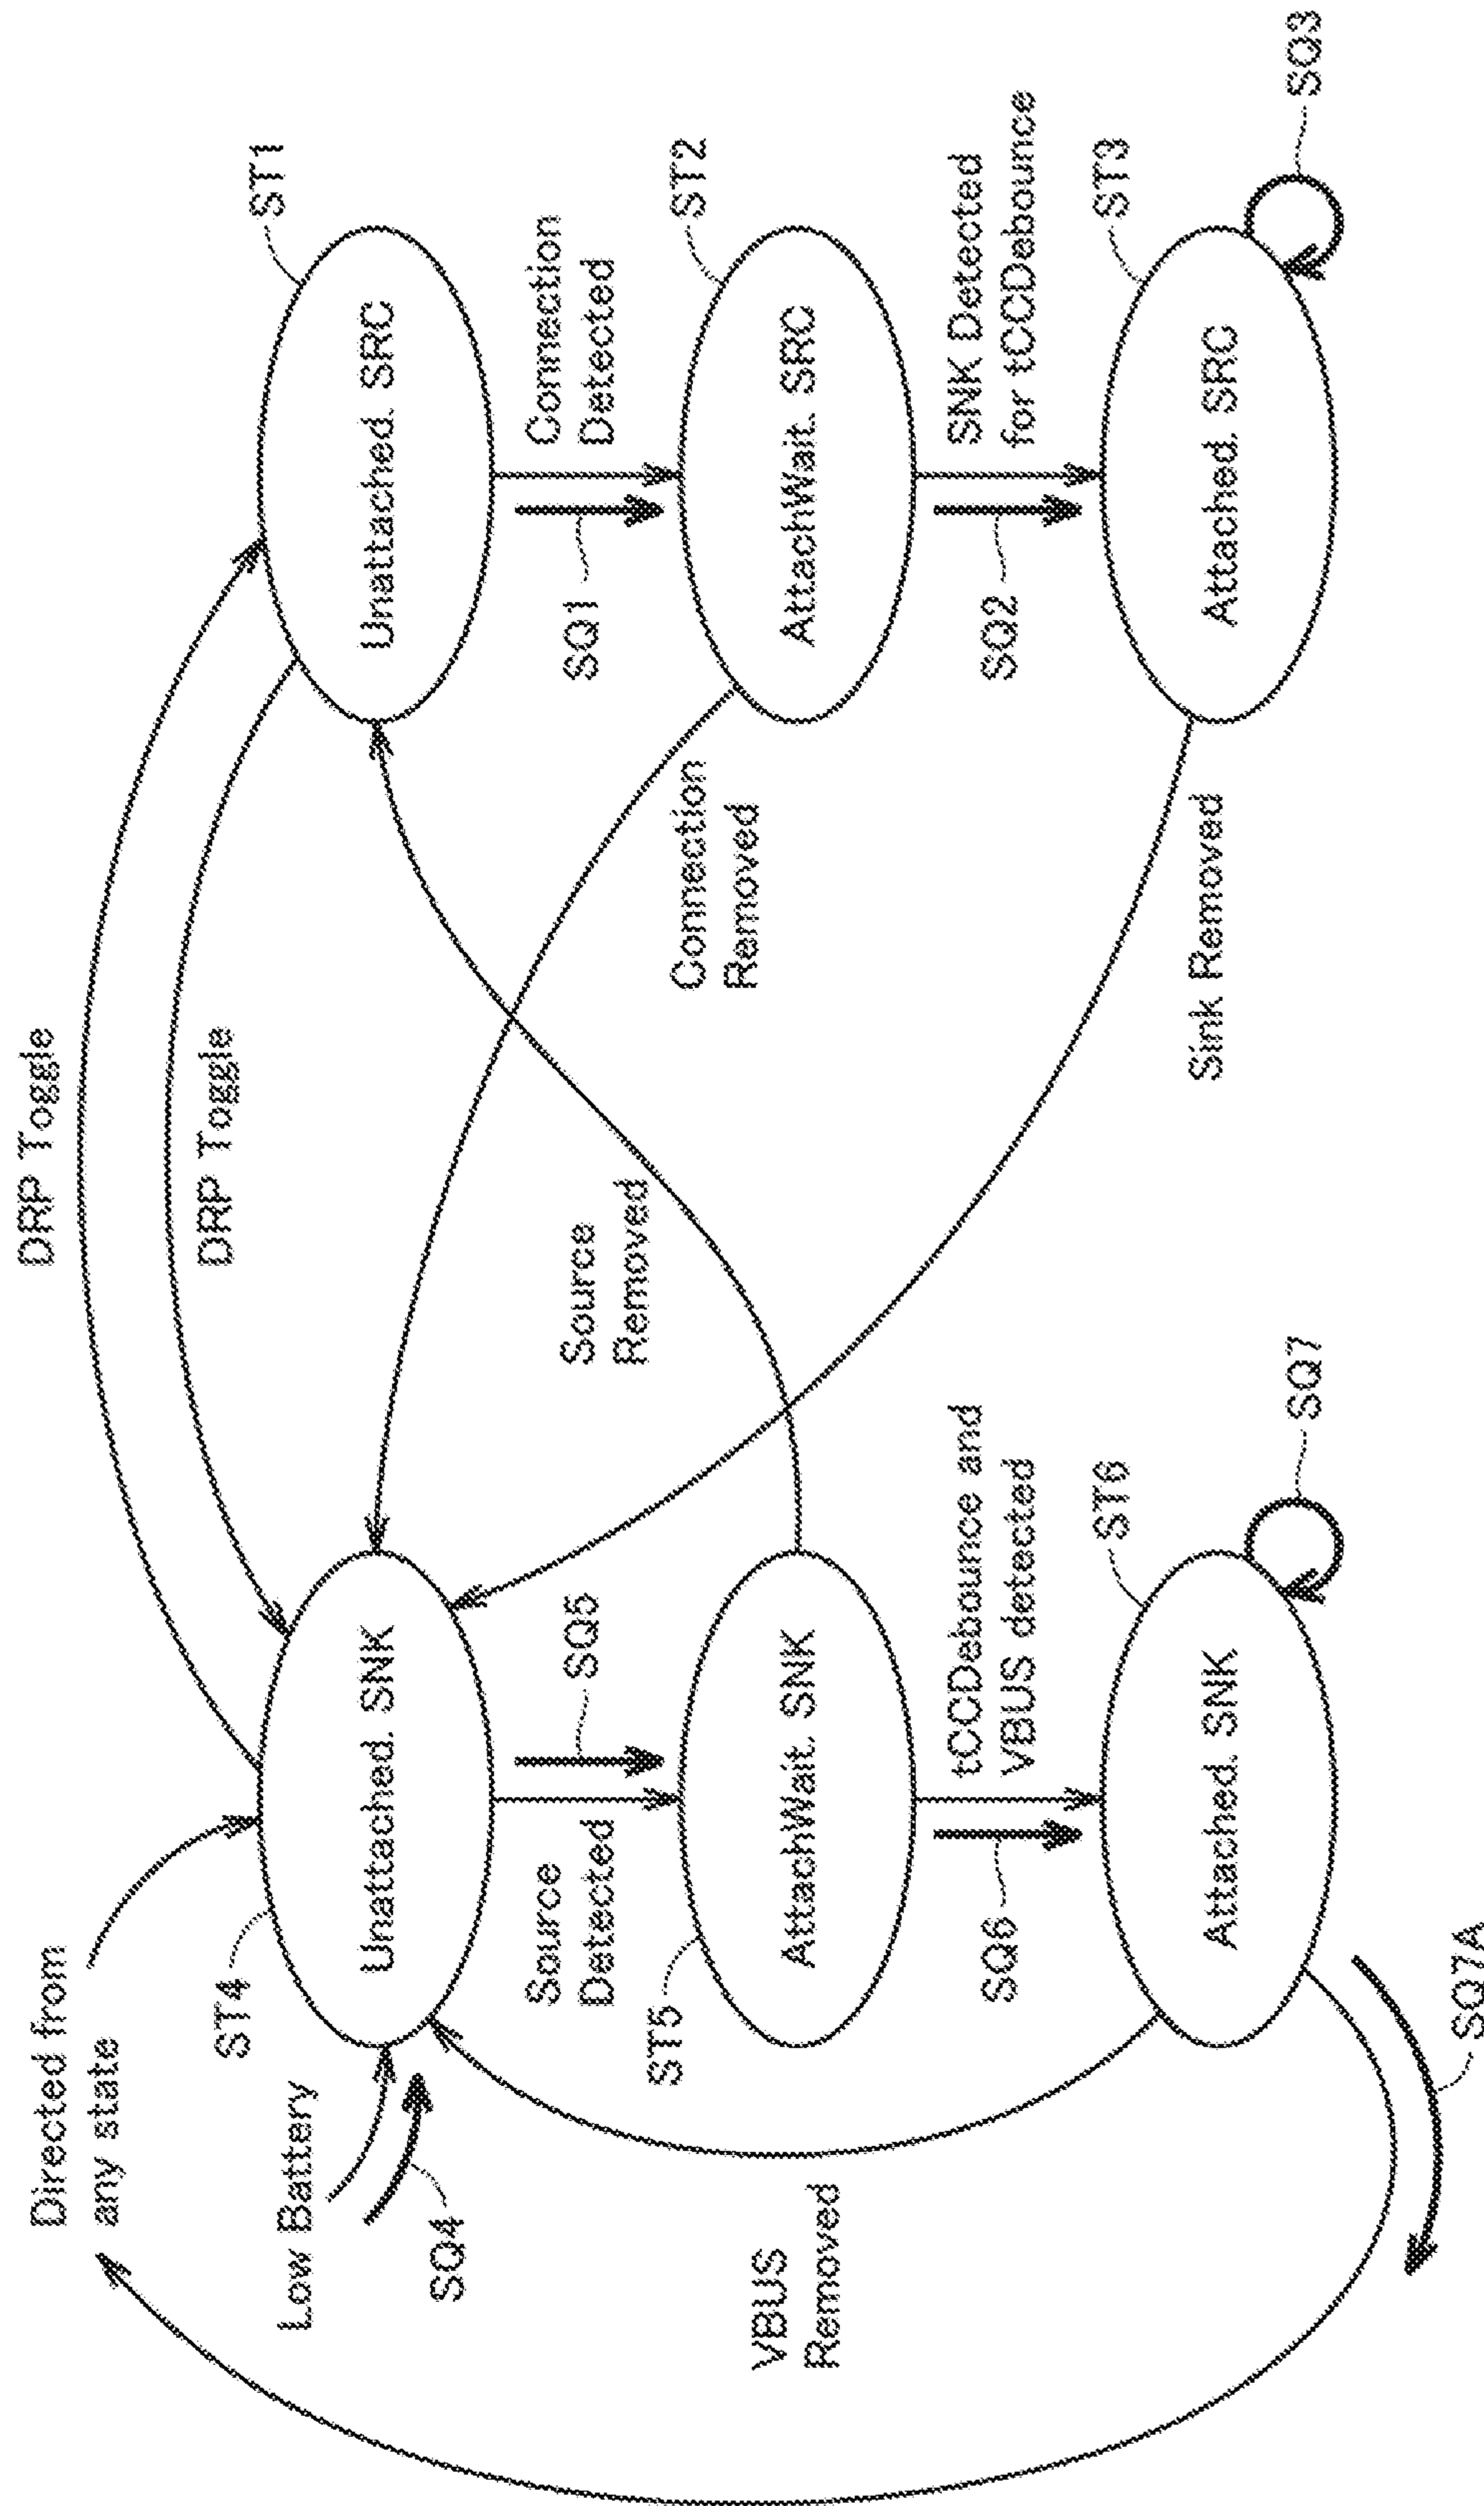 Directed from
any state
DRP Toggle
DRP Toggle
Low Battery
SQ4
ST4
Unattached. SNK
Unattached. SRC
ST1
Source
Detected
SQ5
Source
Removed
Connection
Removed
SQ1
Connection
Detected
VBUS
Removed
ST5
AttachWait. SNK
AttachWait. SRC
ST2
SQ6
tCCDebounce and
VBUS detected
SQ2
SNK Detected
for tCCDebounce
Sink Removed
ST6
Attached. SNK
Attached. SRC
ST3
SQ7
SQ3
SQ7A